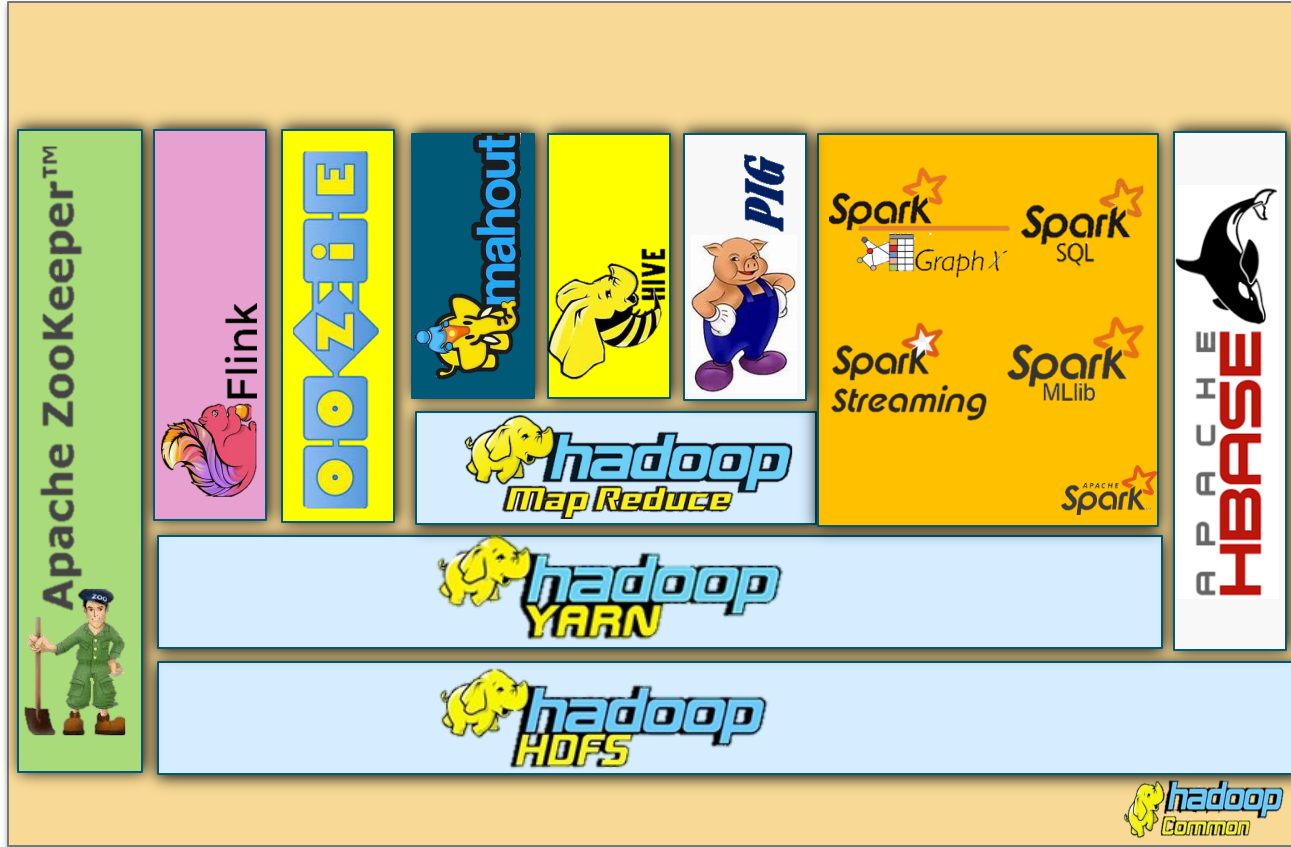 Apache ZooKeeper™
Flink
OOZIE
mahout
HIVE
PIG
Spark
GraphX
Spark
SQL
Spark
Streaming
Spark
MLlib
APACHE
Spark
APACHE
HBASE
hadoop
Map Reduce
hadoop
YARN
ZOO
hadoop
HDFS
hadoop
Common